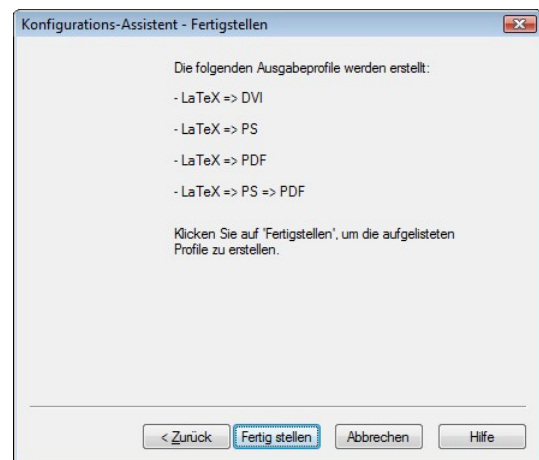 Konfigurations-Assistent - Fertigstellen
Die folgenden Ausgabeprofile werden erstellt:
- LaTeX => DVI
- LaTeX => PS
- LaTeX => PDF
- LaTeX => PS => PDF
Klicken Sie auf 'Fertigstellen', um die aufgelisteten
Profile zu erstellen.
< Zurück Fertig stellen Abbrechen Hilfe